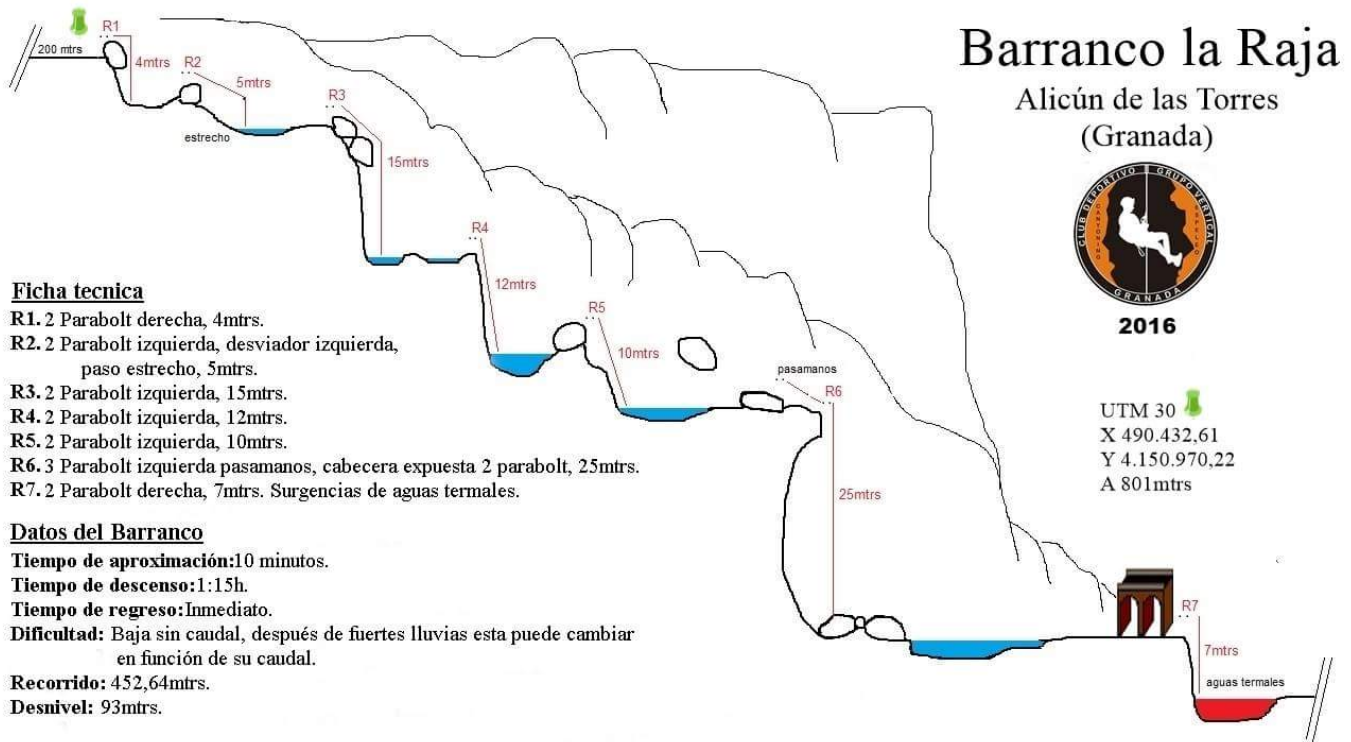 Barranco la Raja
Alicún de las Torres
(Granada)
CLUB DEPORTIVO GRUPO VERTICAL
CANYONING
RAPELES
GRANADA
2016
UTM 30
X 490.432,61
Y 4.150.970,22
A 801mtrs
200 mtrs
R1
4mtrs
R2
5mtrs
estrecho
R3
15mtrs
R4
12mtrs
R5
10mtrs
pasamanos
R6
25mtrs
R7
7mtrs
aguas termales
Ficha tecnica
R1. 2 Parabolt derecha, 4mtrs.
R2. 2 Parabolt izquierda, desviador izquierda,
paso estrecho, 5mtrs.
R3. 2 Parabolt izquierda, 15mtrs.
R4. 2 Parabolt izquierda, 12mtrs.
R5. 2 Parabolt izquierda, 10mtrs.
R6. 3 Parabolt izquierda pasamanos, cabecera expuesta 2 parabolt, 25mtrs.
R7. 2 Parabolt derecha, 7mtrs. Surgencias de aguas termales.
Datos del Barranco
Tiempo de aproximación:10 minutos.
Tiempo de descenso:1:15h.
Tiempo de regreso:Inmediato.
Dificultad: Baja sin caudal, después de fuertes lluvias esta puede cambiar
en función de su caudal.
Recorrido: 452,64mtrs.
Desnivel: 93mtrs.